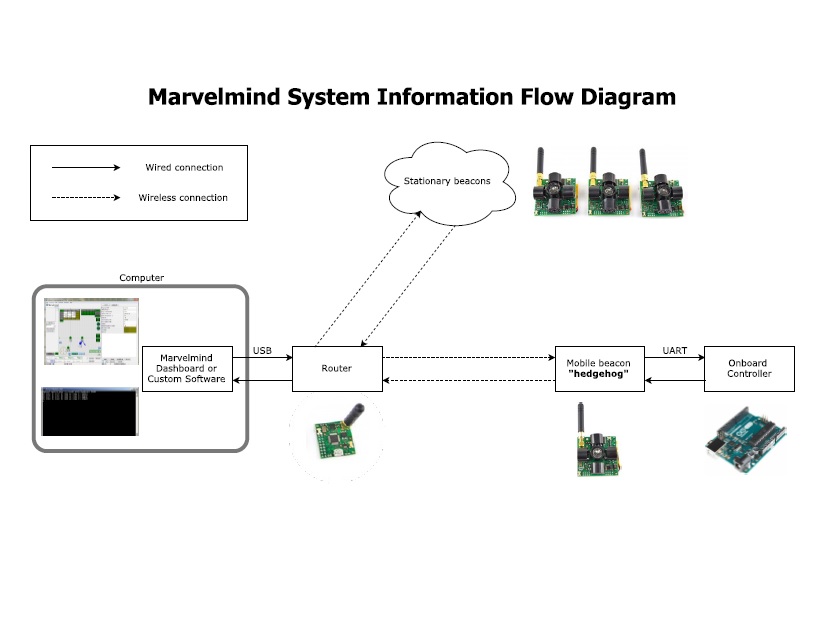 Marvelmind System Information Flow Diagram
Wired connection
Wireless connection
Stationary beacons
Computer
Marvelmind
Dashboard or
Custom Software
USB
Router
Mobile beacon
"hedgehog"
UART
Onboard
Controller